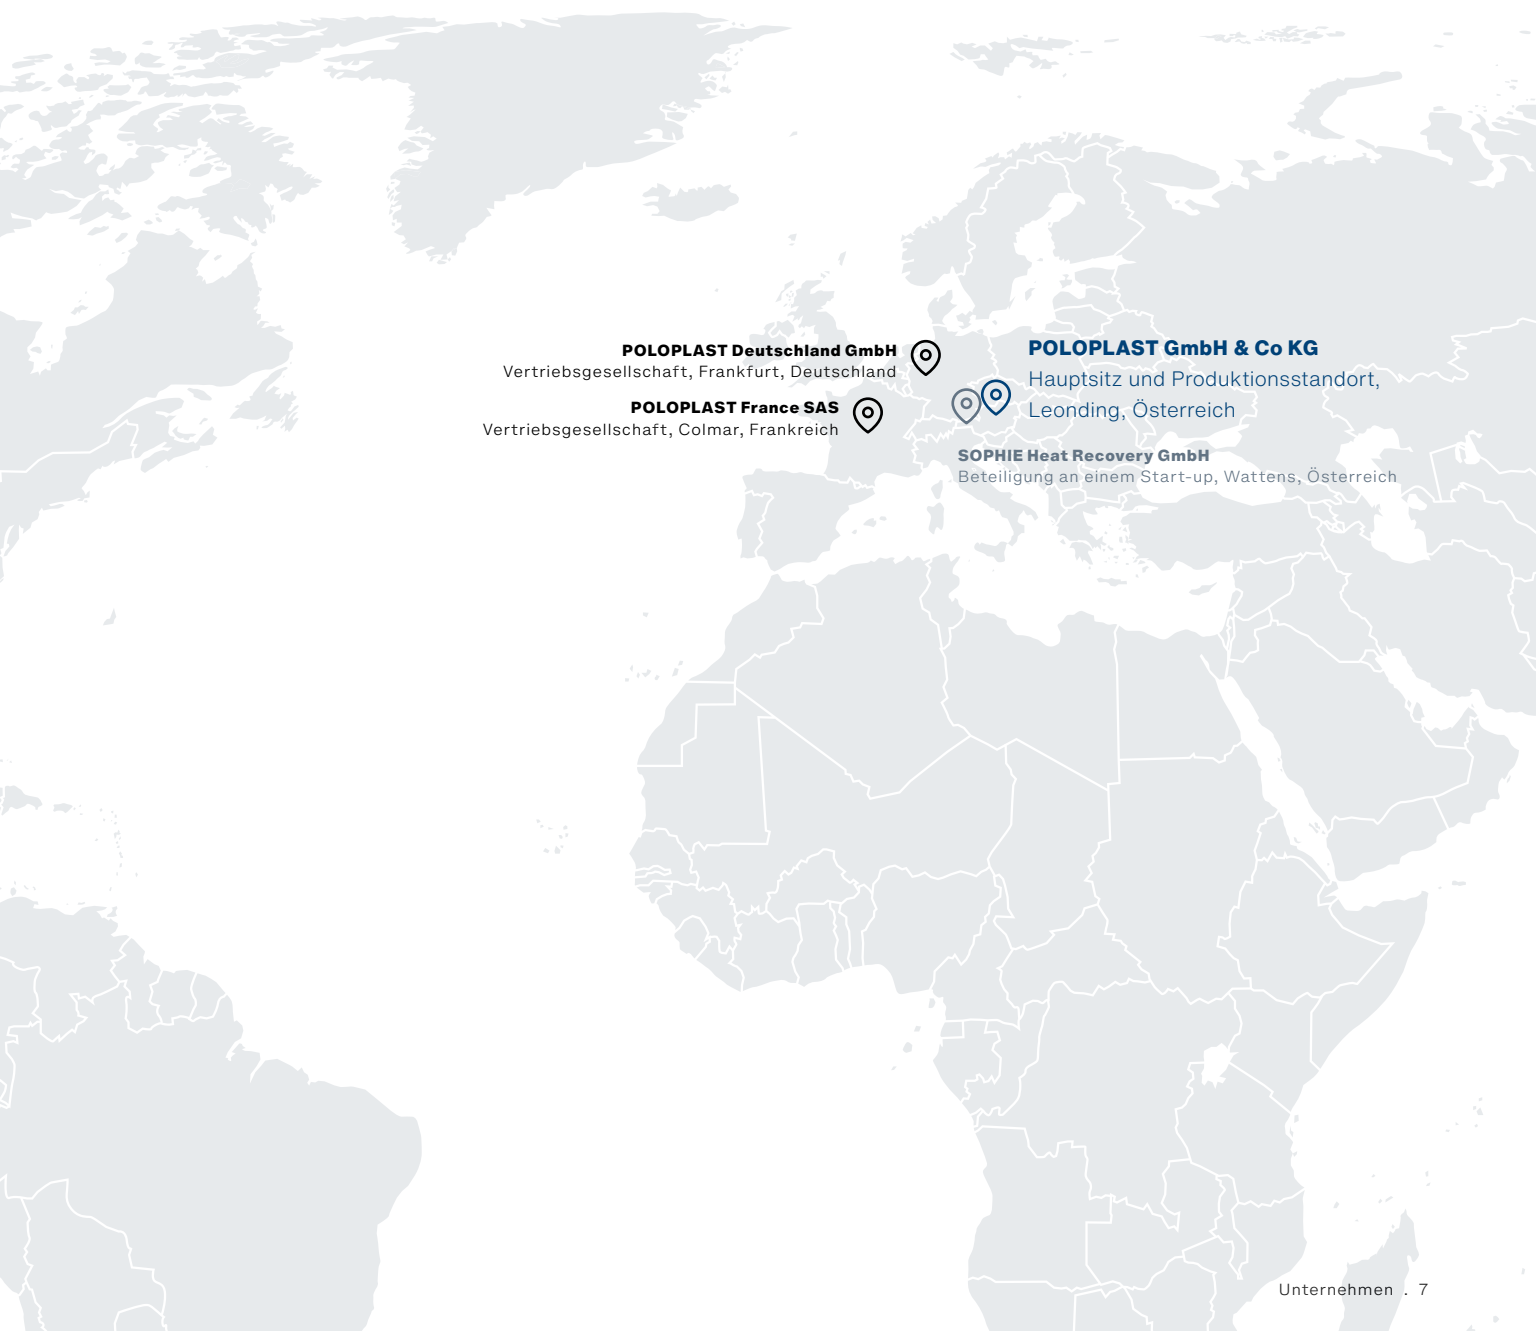 POLOPLAST Deutschland GmbH
Vertriebsgesellschaft, Frankfurt, Deutschland
POLOPLAST France SAS
Vertriebsgesellschaft, Colmar, Frankreich
POLOPLAST GmbH & Co KG
Hauptsitz und Produktionsstandort,
Leonding, Österreich
SOPHIE Heat Recovery GmbH
Beteiligung an einem Start-up, Wattens, Österreich
Unternehmen . 7